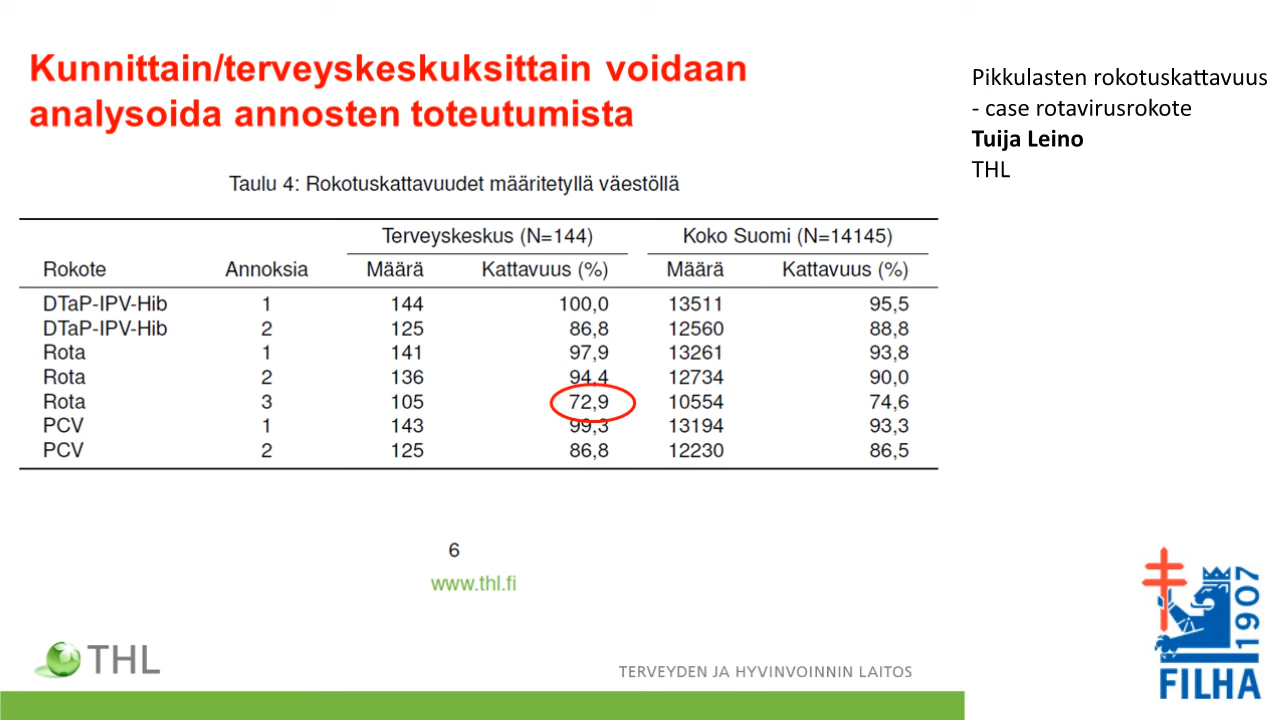 Kunnittain/terveyskeskuksittain voidaan
analysoida annosten toteutumista
Pikkulasten rokotuskattavuus
- case rotavirusrokote
Tuija Leino
THL
Taulu 4: Rokotuskattavuudet määritetyllä väestöllä
Terveyskeskus (N=144) Koko Suomi (N=14145)
Rokote Annoksia Määrä Kattavuus (%) Määrä Kattavuus (%)
DTaP-IPV-Hib 1 144 100,0 13511 95,5
DTaP-IPV-Hib 2 125 86,8 12560 88,8
Rota 1 141 97,9 13261 93,8
Rota 2 136 94,4 12734 90,0
Rota 3 105 72,9 10554 74,6
PCV 1 143 99,3 13194 93,3
PCV 2 125 86,8 12230 86,5
6
www.thl.fi
THL
TERVEYDEN JA HYVINVOINNIN LAITOS
1907
FILHA